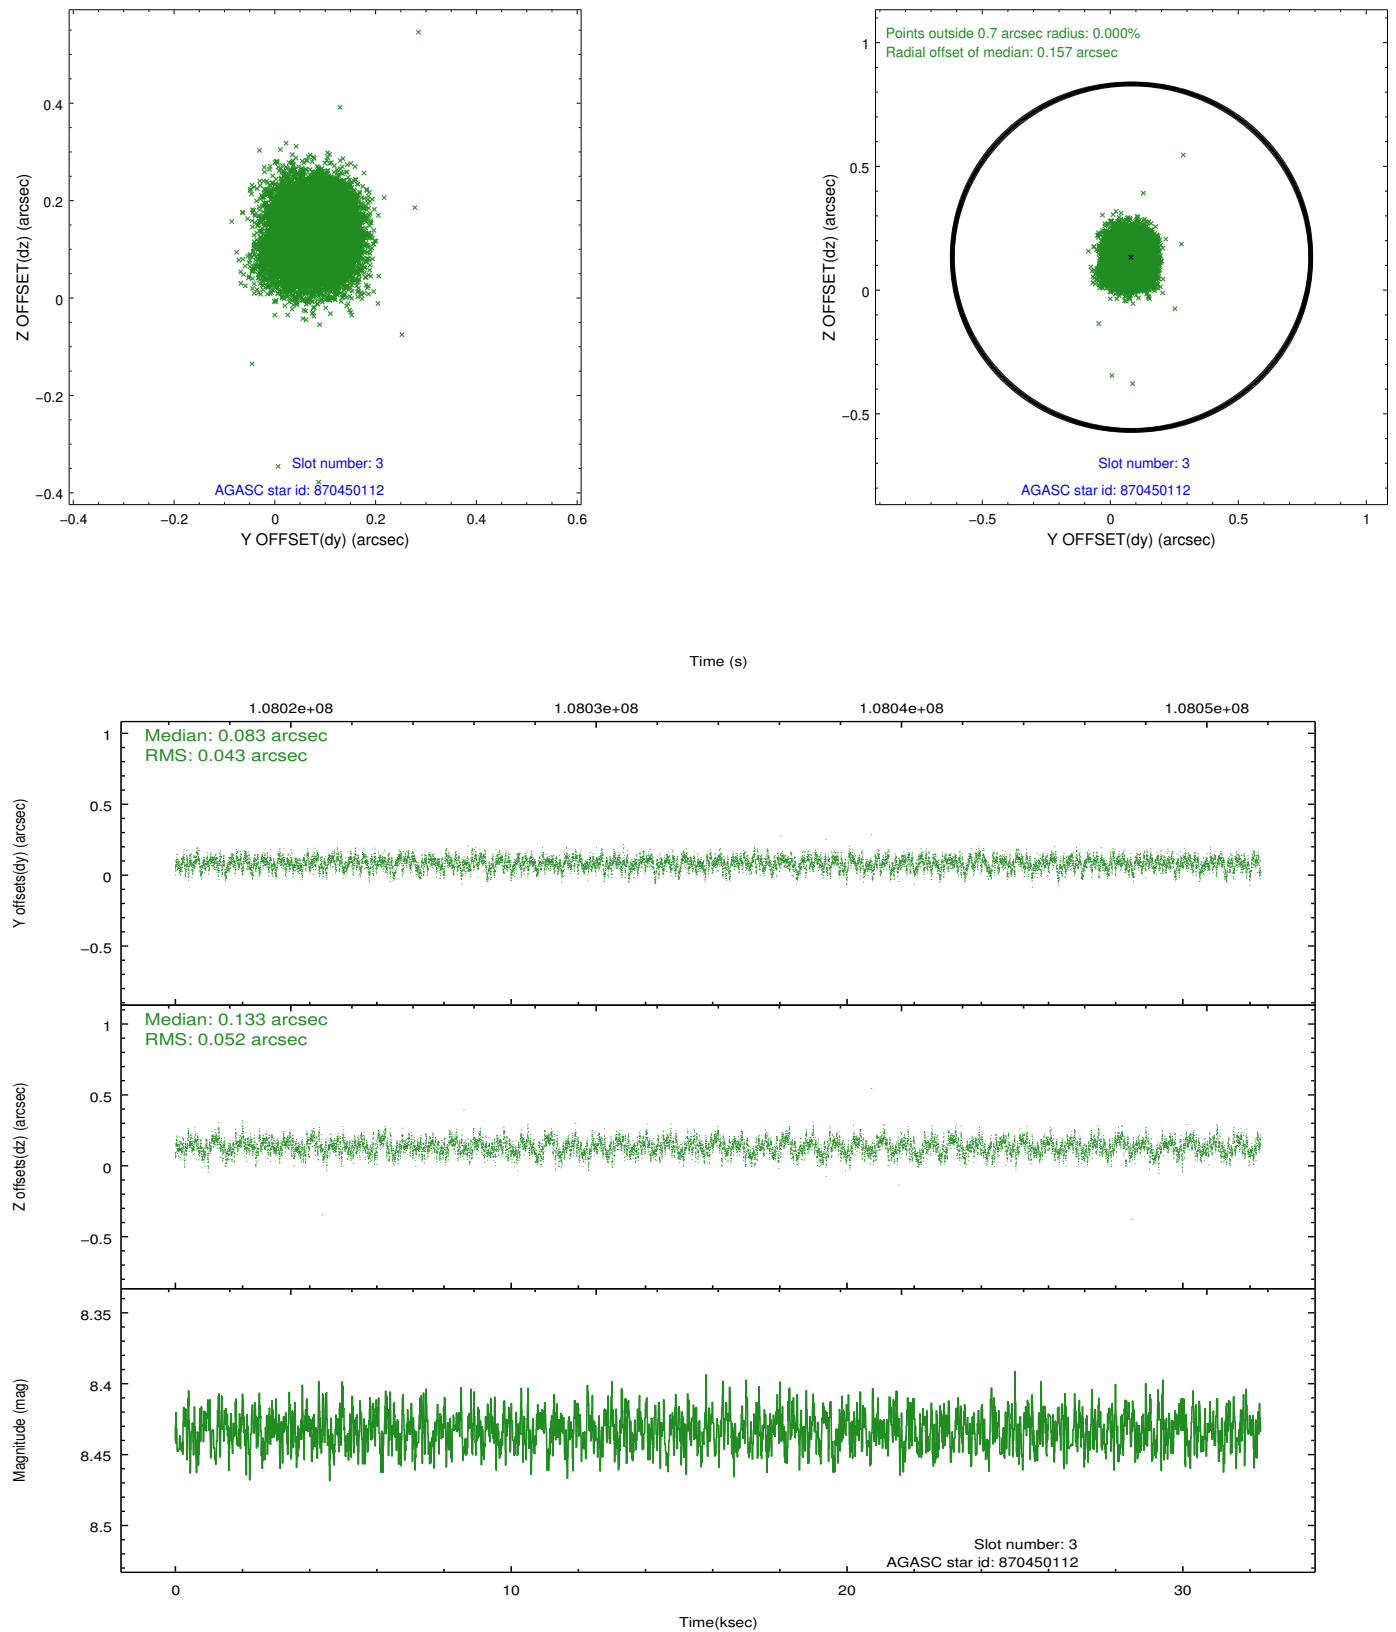 0.4
0.2
0
−0.2
−0.4
−0.4
−0.2
0
0.2
0.4
0.6
Z OFFSET(dz) (arcsec)
Y OFFSET(dy) (arcsec)
Slot number: 3
AGASC star id: 870450112
Points outside 0.7 arcsec radius: 0.000%
Radial offset of median: 0.157 arcsec
1
0.5
0
−0.5
−0.5
0
0.5
1
Z OFFSET(dz) (arcsec)
Y OFFSET(dy) (arcsec)
Slot number: 3
AGASC star id: 870450112
Time (s)
1.0802e+08
1.0803e+08
1.0804e+08
1.0805e+08
Median: 0.083 arcsec
RMS: 0.043 arcsec
1
0.5
0
−0.5
Y offsets(dy) (arcsec)
Median: 0.133 arcsec
RMS: 0.052 arcsec
1
0.5
0
−0.5
Z offsets(dz) (arcsec)
8.35
8.4
8.45
8.5
Magnitude (mag)
Slot number: 3
AGASC star id: 870450112
0
10
20
30
Time(ksec)